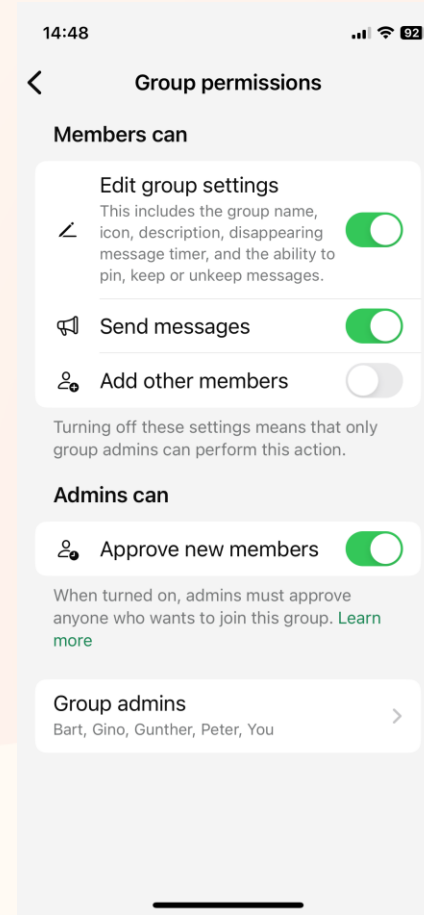 14:48
92
Group permissions
Members can
Edit group settings
This includes the group name,
icon, description, disappearing
message timer, and the ability to
pin, keep or unkeep messages.
Send messages
Add other members
Turning off these settings means that only
group admins can perform this action.
Admins can
Approve new members
When turned on, admins must approve
anyone who wants to join this group. Learn
more
Group admins
Bart, Gino, Gunther, Peter, You